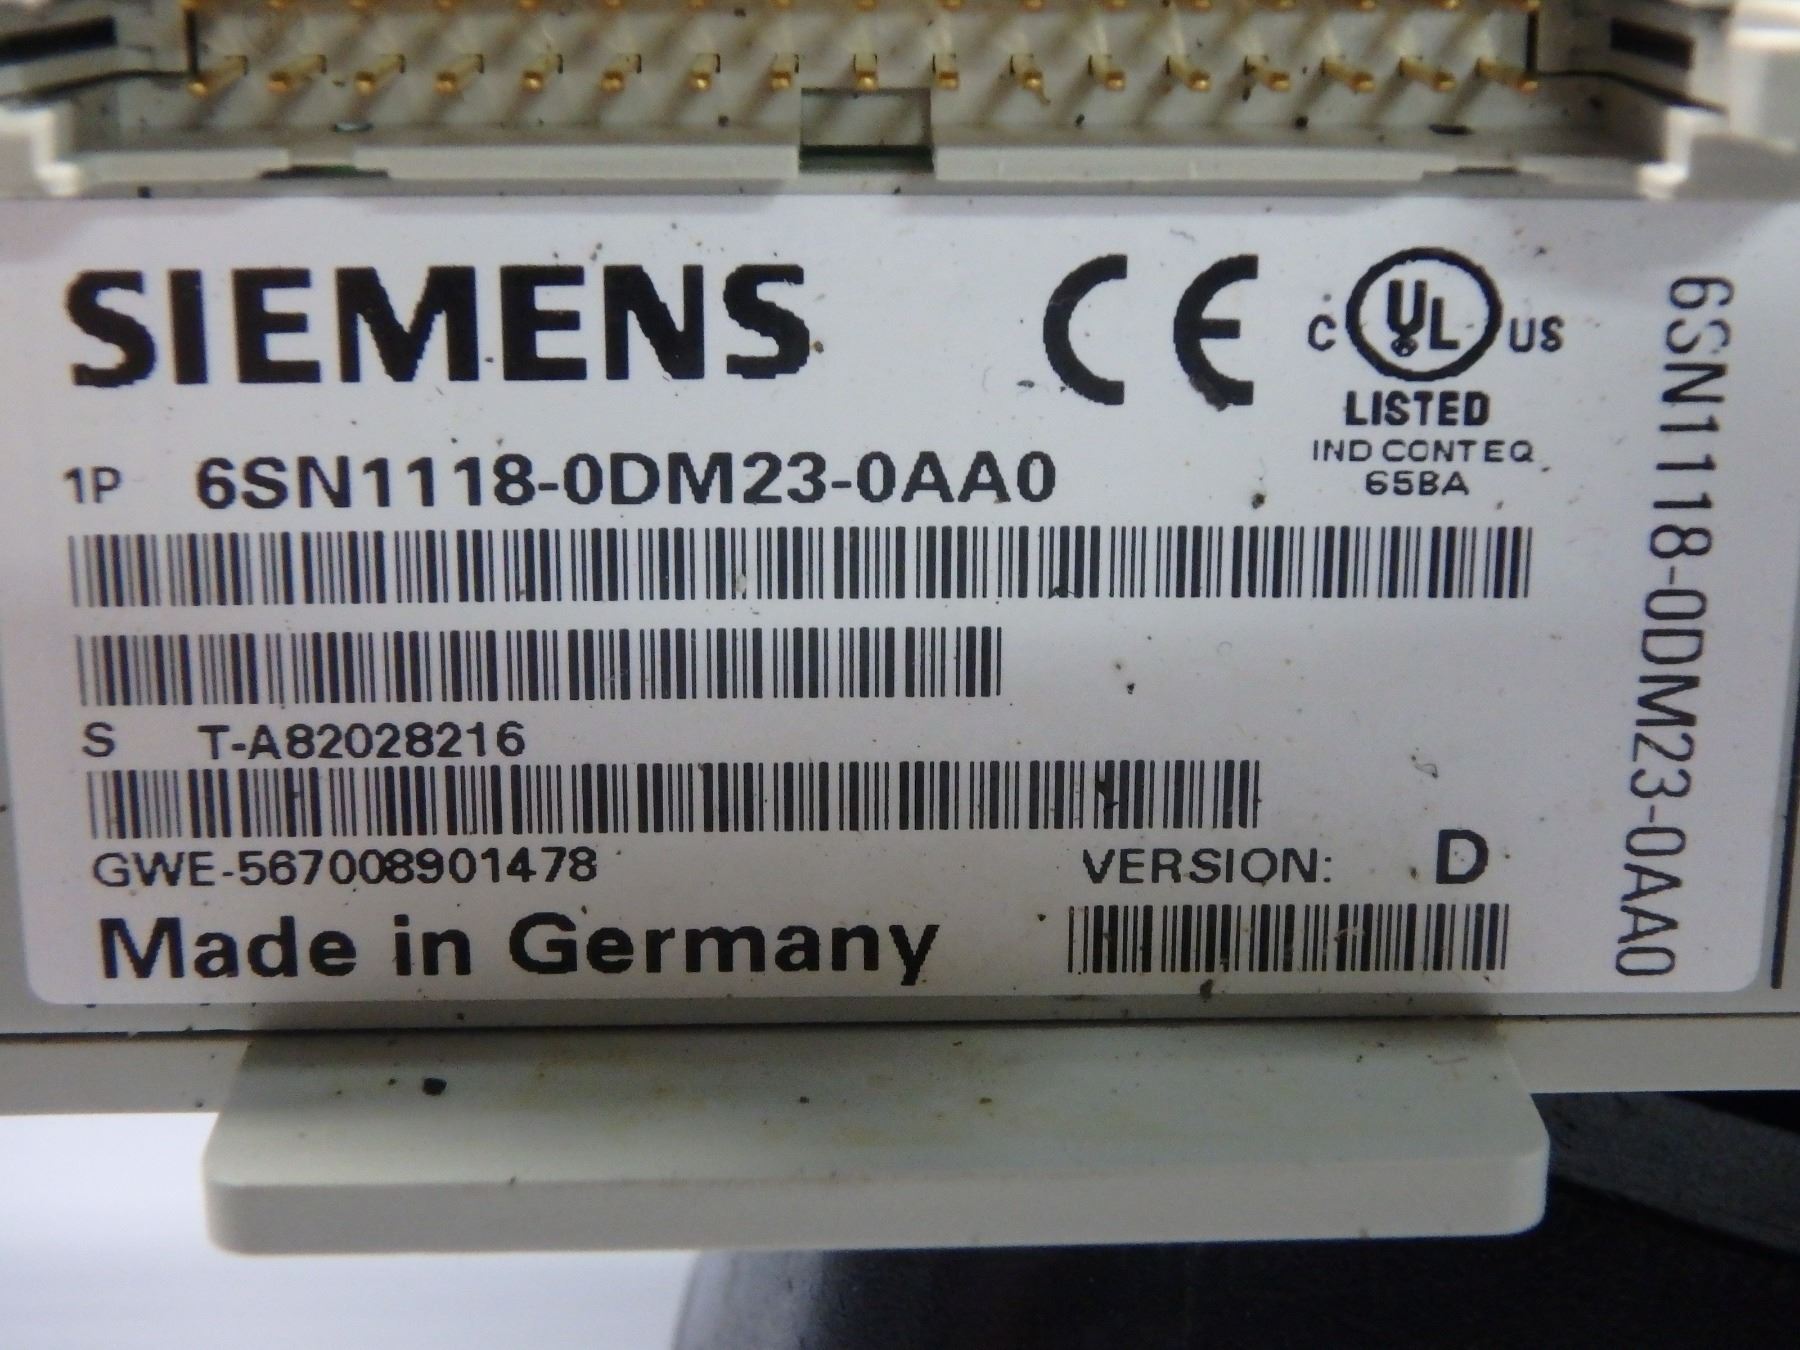 SIEMENS
CE
C UL US
LISTED
IND CONT EQ
65BA
1P 6SN1118-0DM23-0AA0
S T-A82028216
GWE-567008901478
VERSION: D
Made in Germany
6SN1118-0DM23-0AA0